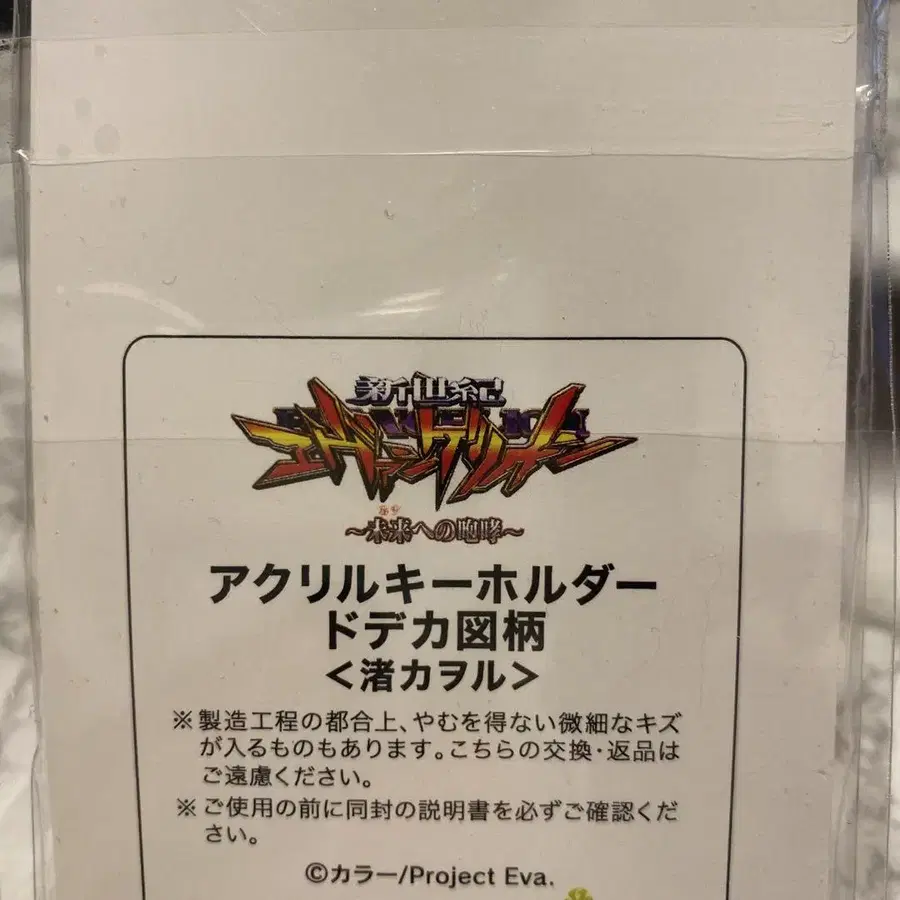 新世紀
EVANGELION
エヴァンゲリオン
～未来への咆哮～
アクリルキーホルダー
ドデカ図柄
＜渚カヲル＞
※製造工程の都合上、やむを得ない微細なキズ
が入るものもあります。こちらの交換・返品は
ご遠慮ください。
※ご使用の前に同封の説明書を必ずご確認くだ
さい。
©カラー/Project Eva.